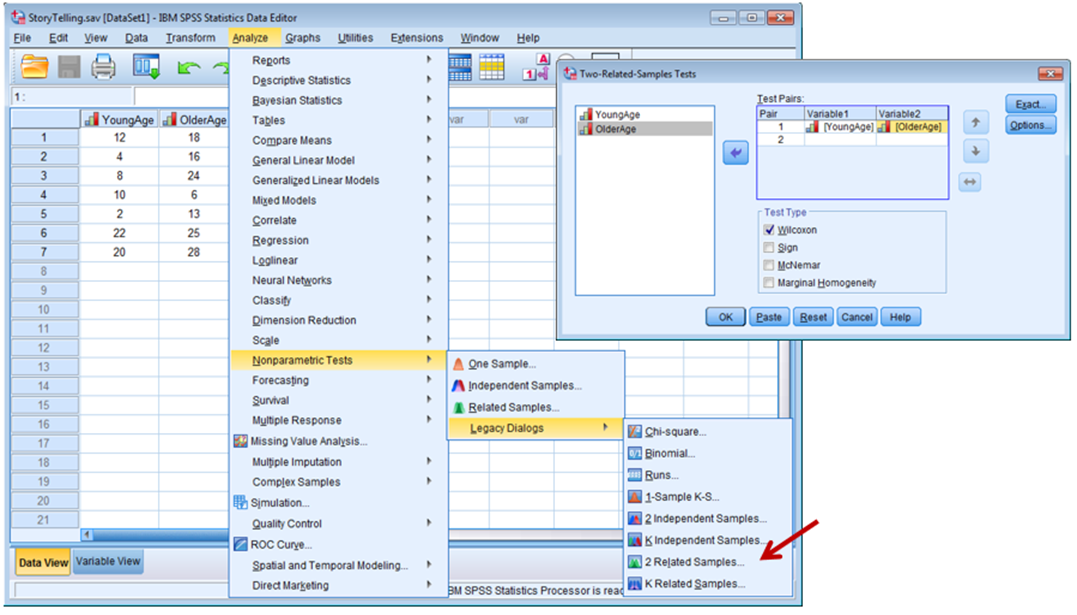 StoryTelling.sav [DataSet1] - IBM SPSS Statistics Data Editor
File Edit View Data Transform Analyze Graphs Utilities Extensions Window Help
1 :
YoungAge OlderAge var var
1 12 18
2 4 16
3 8 24
4 10 6
5 2 13
6 22 25
7 20 28
8
9
10
11
12
13
14
15
16
17
18
19
20
21
Data View Variable View
IBM SPSS Statistics Processor is read
Reports
Descriptive Statistics
Bayesian Statistics
Tables
Compare Means
General Linear Model
Generalized Linear Models
Mixed Models
Correlate
Regression
Loglinear
Neural Networks
Classify
Dimension Reduction
Scale
Nonparametric Tests
Forecasting
Survival
Multiple Response
Missing Value Analysis...
Multiple Imputation
Complex Samples
Simulation...
Quality Control
ROC Curve...
Spatial and Temporal Modeling...
Direct Marketing
One Sample...
Independent Samples...
Related Samples...
Legacy Dialogs
Chi-square...
Binomial...
Runs...
1-Sample K-S...
2 Independent Samples...
K Independent Samples...
2 Related Samples...
K Related Samples...
Two-Related-Samples Tests
YoungAge
OlderAge
Test Pairs:
Pair Variable1 Variable2
1 [YoungAge] [OlderAge]
2
Exact...
Options...
Test Type
Wilcoxon
Sign
McNemar
Marginal Homogeneity
OK Paste Reset Cancel Help